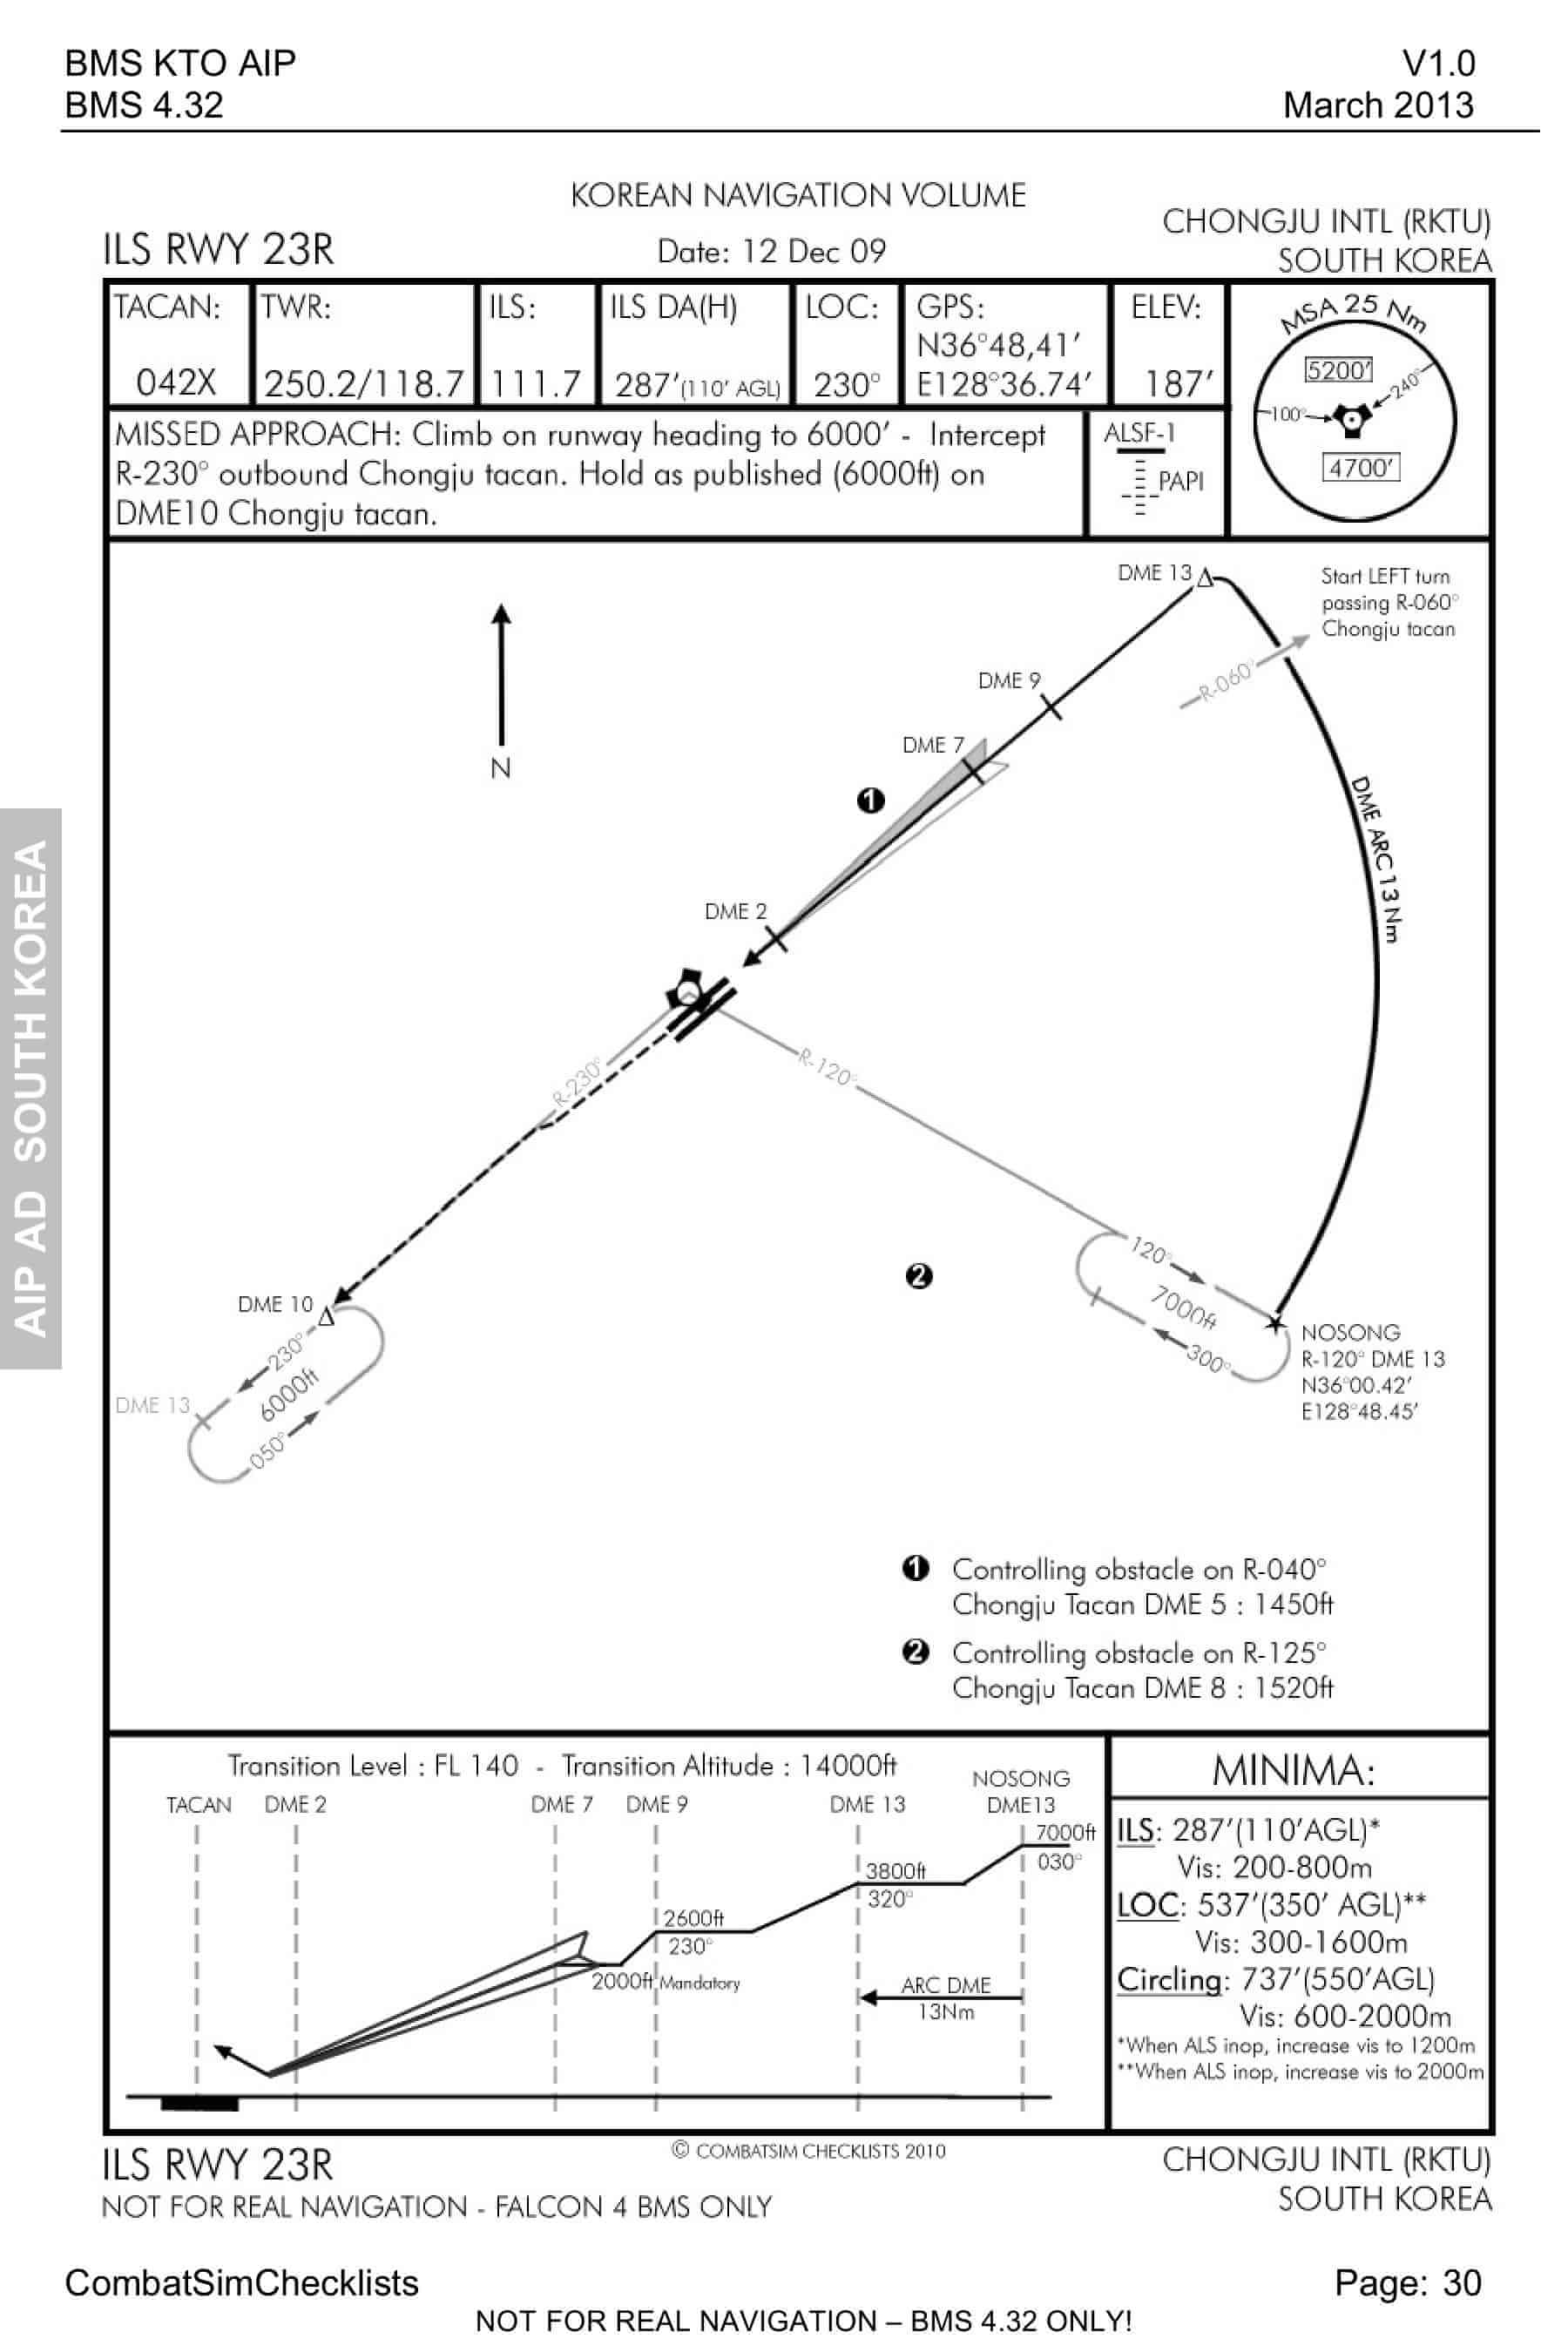 BMS KTO AIP
V1.0
BMS 4.32
March 2013
KOREAN NAVIGATION VOLUME
ILS RWY 23R
Date: 12 Dec 09
CHONGJU INTL (RKTU)
SOUTH KOREA
TACAN:
042X
TWR:
250.2/118.7
ILS:
111.7
ILS DA(H)
287′(110′ AGL)
LOC:
230°
GPS:
N36°48,41′
E128°36.74′
ELEV:
187′
MSA 25 Nm
5200′
240°
100°
4700′
MISSED APPROACH: Climb on runway heading to 6000′ - Intercept
R-230° outbound Chongju tacan. Hold as published (6000ft) on
DME10 Chongju tacan.
ALSF-1
PAPI
DME 13
Start LEFT turn
passing R-060°
Chongju tacan
R-060°
DME 9
N
DME 7
1
DME ARC 13 Nm
DME 2
R-230°
R-120°
2
120°
7000ft
300°
NOSONG
R-120° DME 13
N36°00.42′
E128°48.45′
DME 10
230°
6000ft
DME 13
050°
1 Controlling obstacle on R-040°
Chongju Tacan DME 5 : 1450ft
2 Controlling obstacle on R-125°
Chongju Tacan DME 8 : 1520ft
AIP AD SOUTH KOREA
Transition Level : FL 140 - Transition Altitude : 14000ft
TACAN
DME 2
DME 7
DME 9
DME 13
NOSONG
DME13
7000ft
030°
3800ft
320°
2600ft
230°
2000ft Mandatory
ARC DME
13Nm
MINIMA:
ILS: 287′(110′AGL)*
Vis: 200-800m
LOC: 537′(350′ AGL)**
Vis: 300-1600m
Circling: 737′(550′AGL)
Vis: 600-2000m
*When ALS inop, increase vis to 1200m
**When ALS inop, increase vis to 2000m
ILS RWY 23R
© COMBATSIM CHECKLISTS 2010
CHONGJU INTL (RKTU)
NOT FOR REAL NAVIGATION - FALCON 4 BMS ONLY
SOUTH KOREA
CombatSimChecklists
Page: 30
NOT FOR REAL NAVIGATION – BMS 4.32 ONLY!